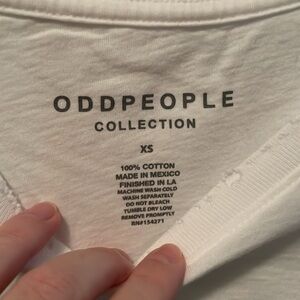 ODDPEOPLE
COLLECTION
XS
100% COTTON
MADE IN MEXICO
FINISHED IN LA
MACHINE WASH COLD
WASH SEPARATELY
DO NOT BLEACH
TUMBLE DRY LOW
REMOVE PROMPTLY
RN#154271